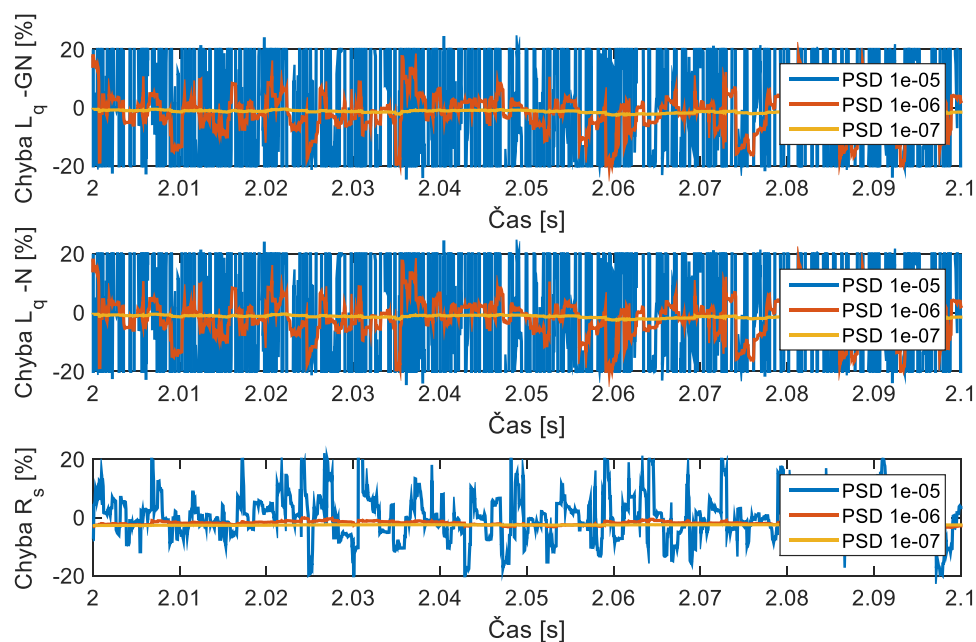 Chyba L_q -GN [%]
20
0
-20
PSD 1e-05
PSD 1e-06
PSD 1e-07
2 2.01 2.02 2.03 2.04 2.05 2.06 2.07 2.08 2.09 2.1
Čas [s]
Chyba L_q -N [%]
20
0
-20
PSD 1e-05
PSD 1e-06
PSD 1e-07
2 2.01 2.02 2.03 2.04 2.05 2.06 2.07 2.08 2.09 2.1
Čas [s]
Chyba R_s [%]
20
0
-20
PSD 1e-05
PSD 1e-06
PSD 1e-07
2 2.01 2.02 2.03 2.04 2.05 2.06 2.07 2.08 2.09 2.1
Čas [s]